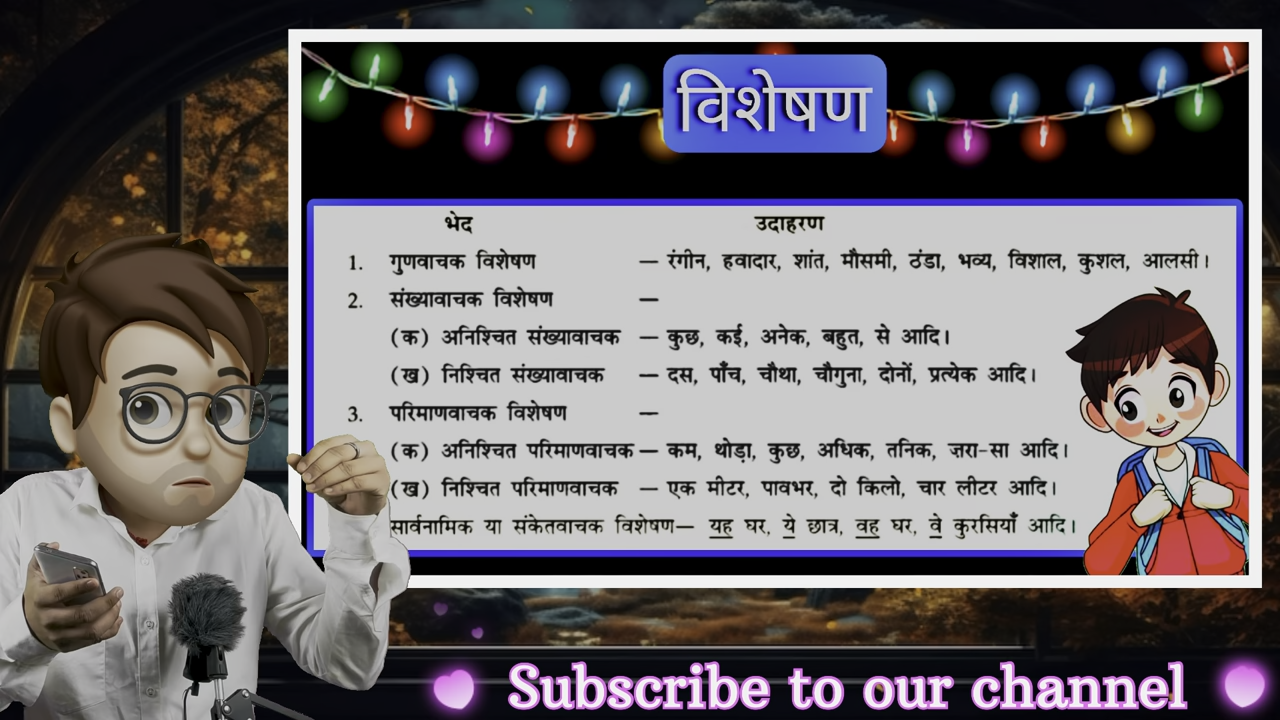 विशेषण
भेद उदाहरण
1. गुणवाचक विशेषण — रंगीन, हवादार, शांत, मौसमी, ठंडा, भव्य, विशाल, कुशल, आलसी।
2. संख्यावाचक विशेषण —
(क) अनिश्चित संख्यावाचक — कुछ, कई, अनेक, बहुत, से आदि।
(ख) निश्चित संख्यावाचक — दस, पाँच, चौथा, चौगुना, दोनों, प्रत्येक आदि।
3. परिमाणवाचक विशेषण —
(क) अनिश्चित परिमाणवाचक — कम, थोड़ा, कुछ, अधिक, तनिक, जरा-सा आदि।
(ख) निश्चित परिमाणवाचक — एक मीटर, पावभर, दो किलो, चार लीटर आदि।
सार्वनामिक या संकेतवाचक विशेषण— यह घर, ये छात्र, वह घर, वे कुरसियाँ आदि।
Subscribe to our channel